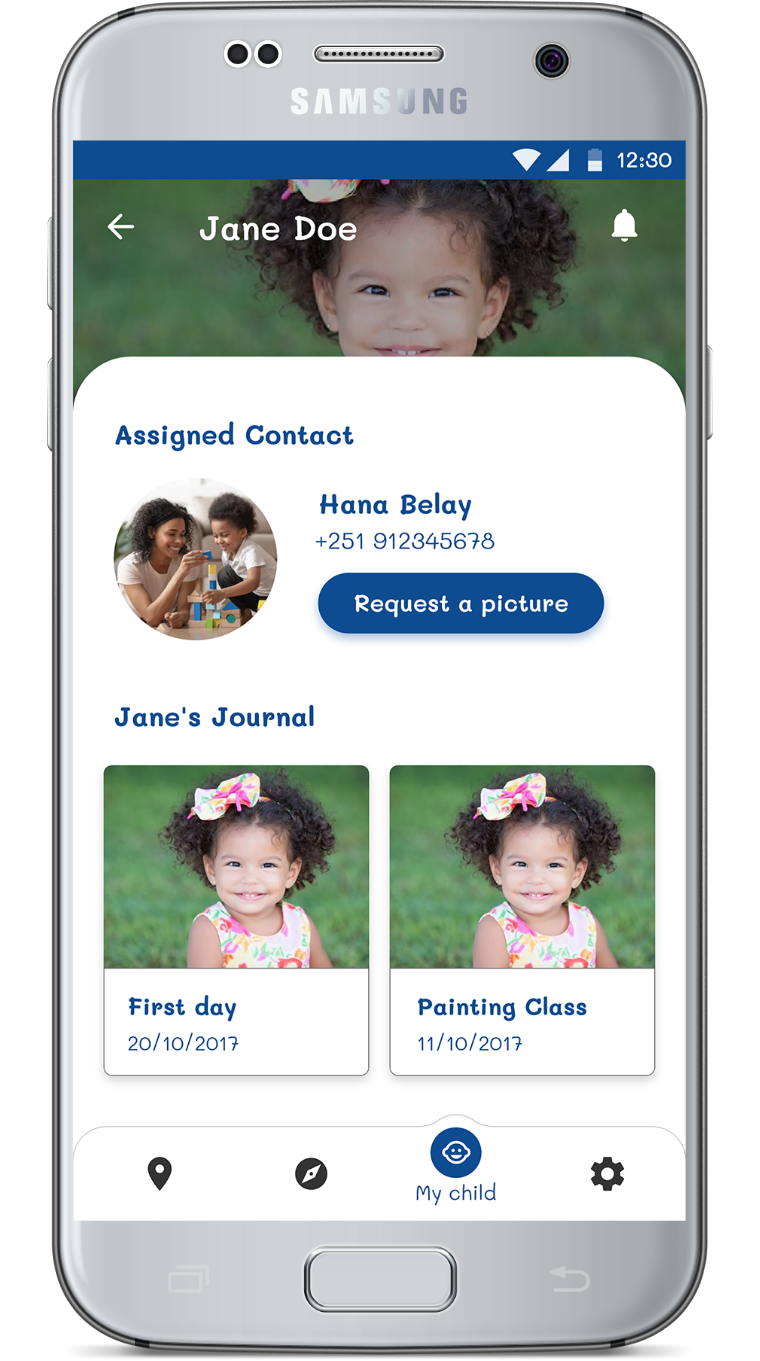 SAMSUNG
12:30
Jane Doe
Assigned Contact
Hana Belay
+251 912345678
Request a picture
Jane's Journal
First day
20/10/2017
Painting Class
11/10/2017
My child